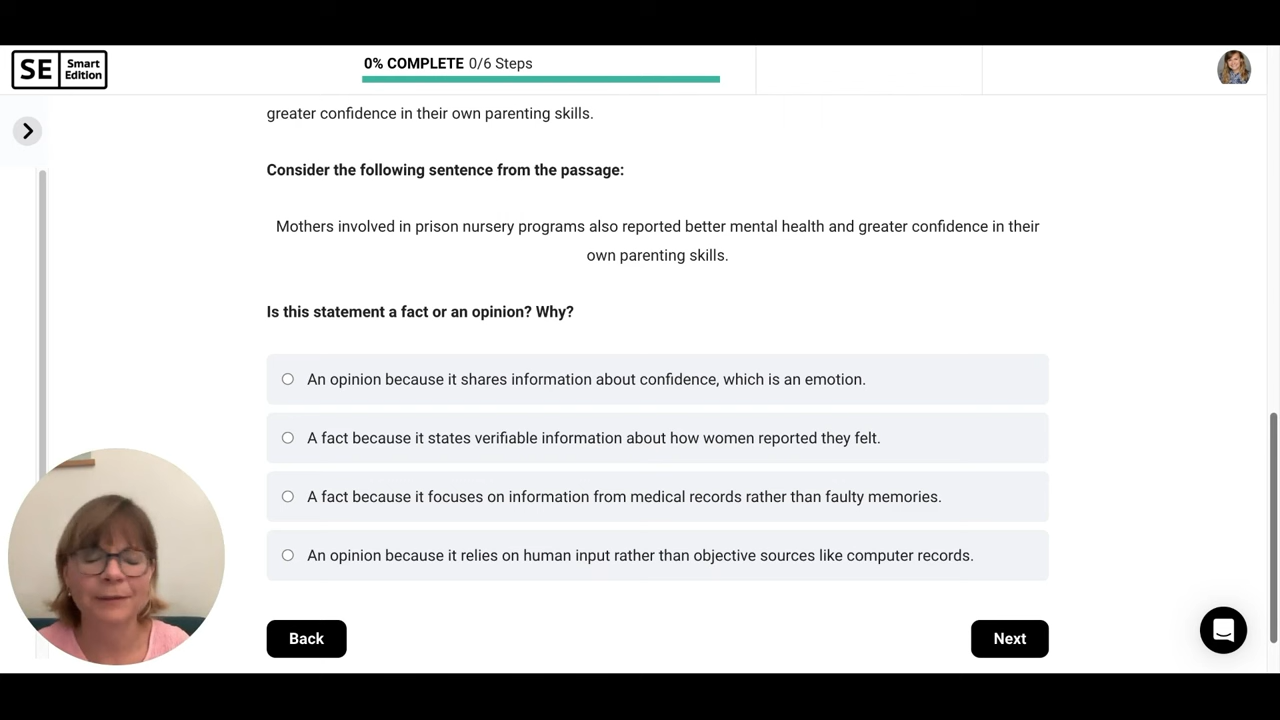 SE Smart Edition
0% COMPLETE 0/6 Steps
greater confidence in their own parenting skills.
Consider the following sentence from the passage:
Mothers involved in prison nursery programs also reported better mental health and greater confidence in their
own parenting skills.
Is this statement a fact or an opinion? Why?
An opinion because it shares information about confidence, which is an emotion.
A fact because it states verifiable information about how women reported they felt.
A fact because it focuses on information from medical records rather than faulty memories.
An opinion because it relies on human input rather than objective sources like computer records.
Back
Next